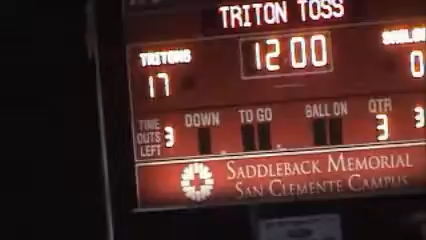 TRITON TOSS
TRITONS 12:00
17 0
DOWN TO GO BALL ON QTR
TIME OUTS LEFT 3 3 3
SADDLEBACK MEMORIAL
SAN CLEMENTE CAMPUS